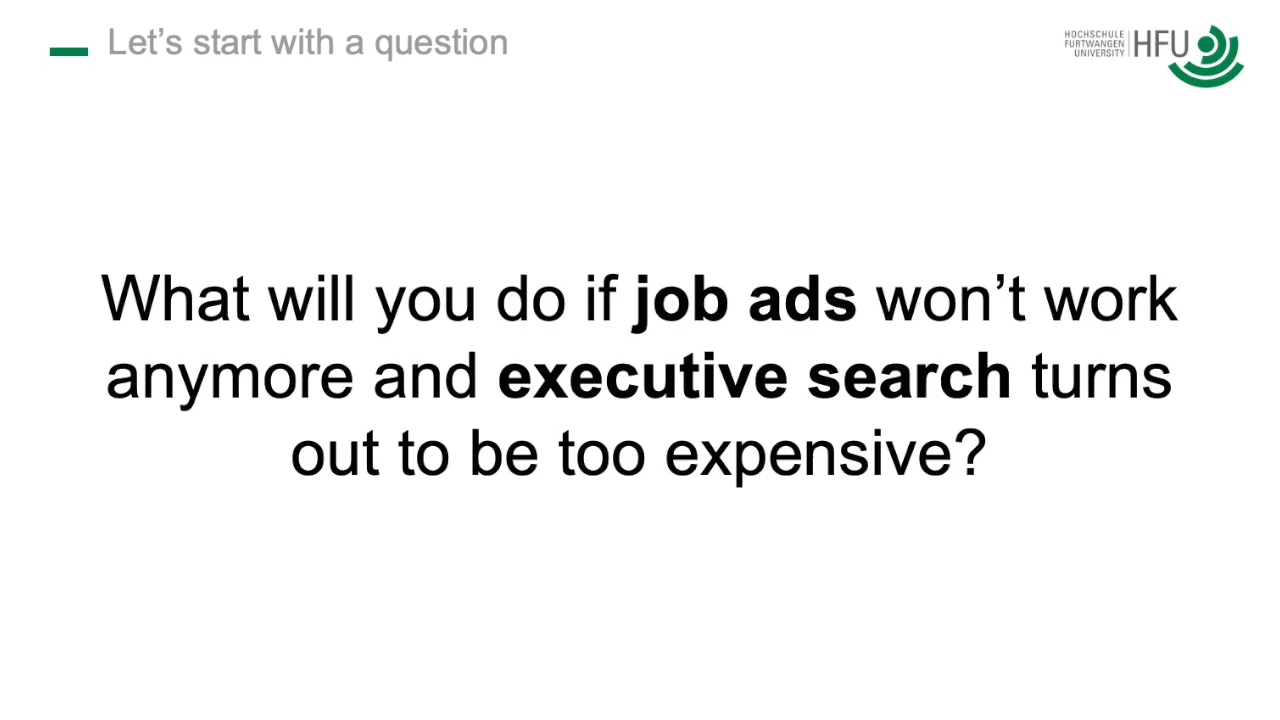 Let’s start with a question
HOCHSCHULE
FURTWANGEN
UNIVERSITY
HFU
What will you do if job ads won’t work
anymore and executive search turns
out to be too expensive?